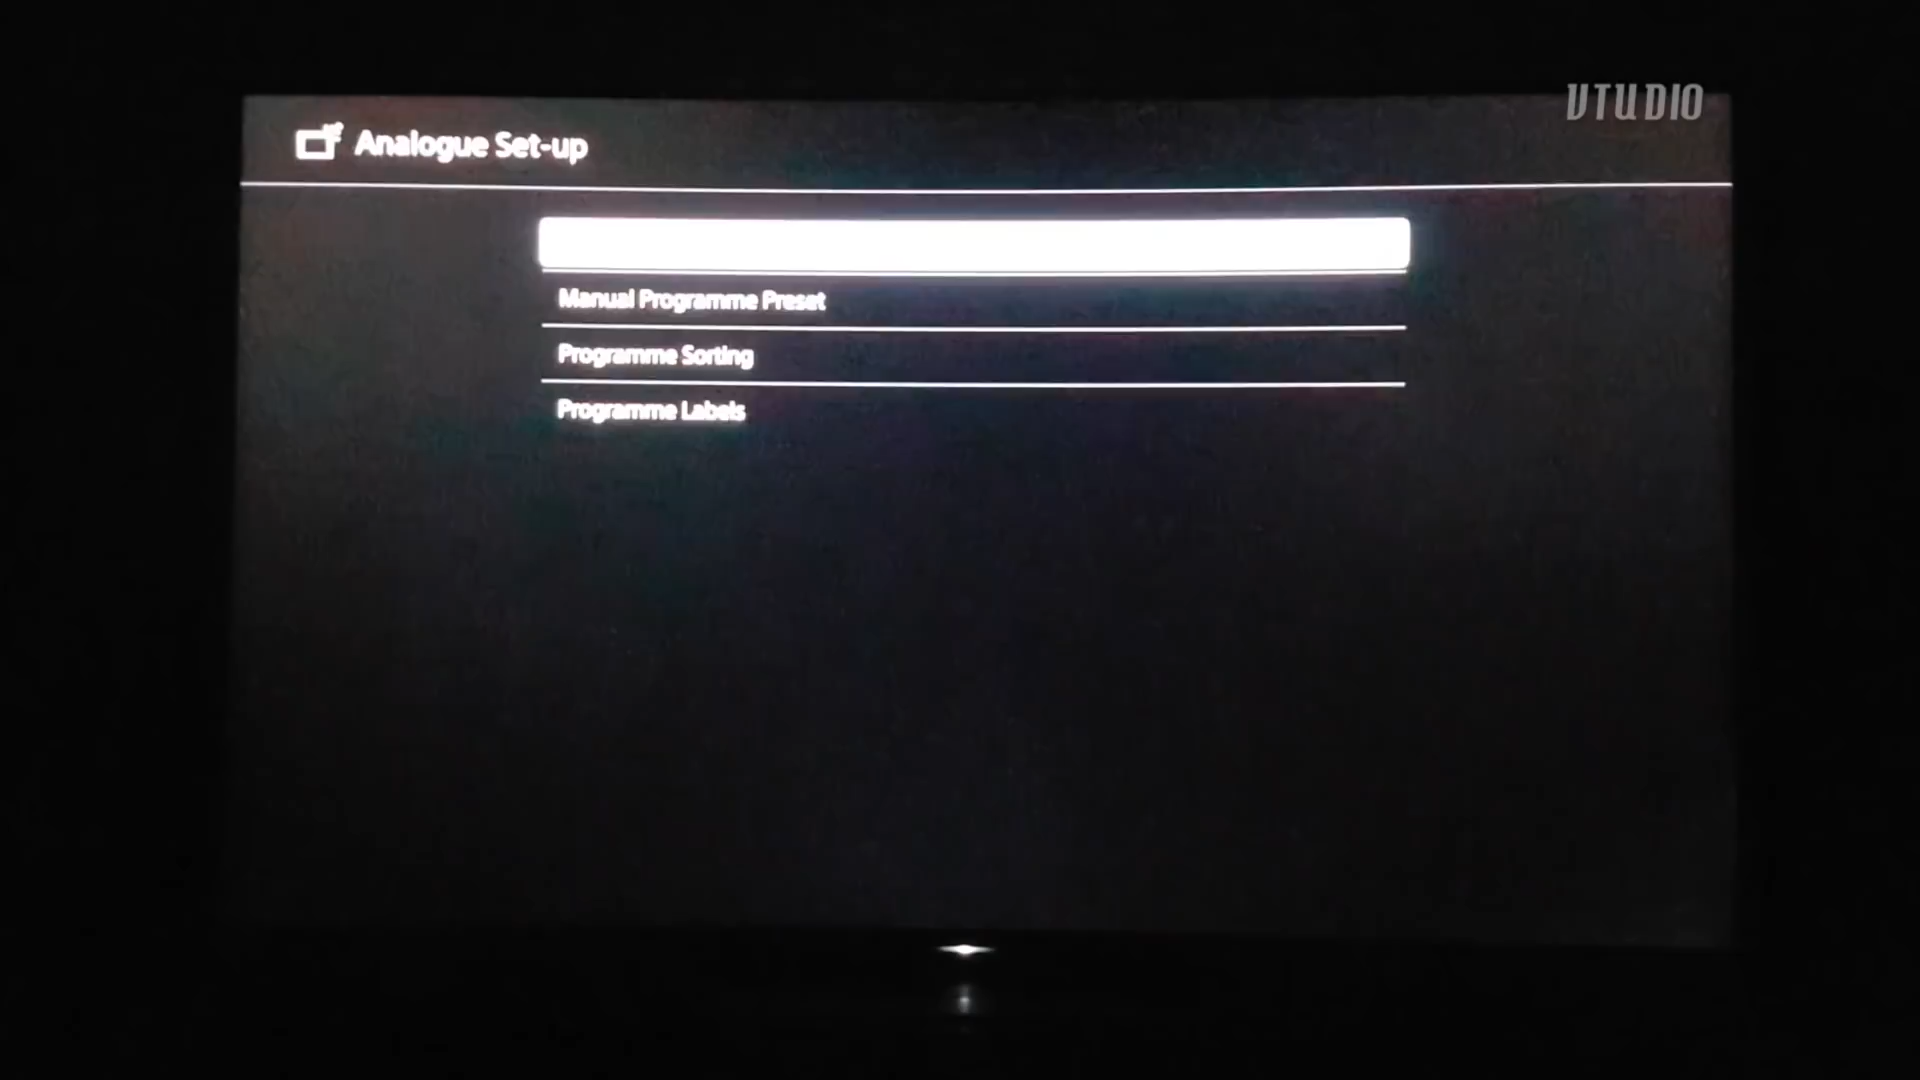 VTUDIO
Analogue Set-up
Manual Programme Preset
Programme Sorting
Programme Labels